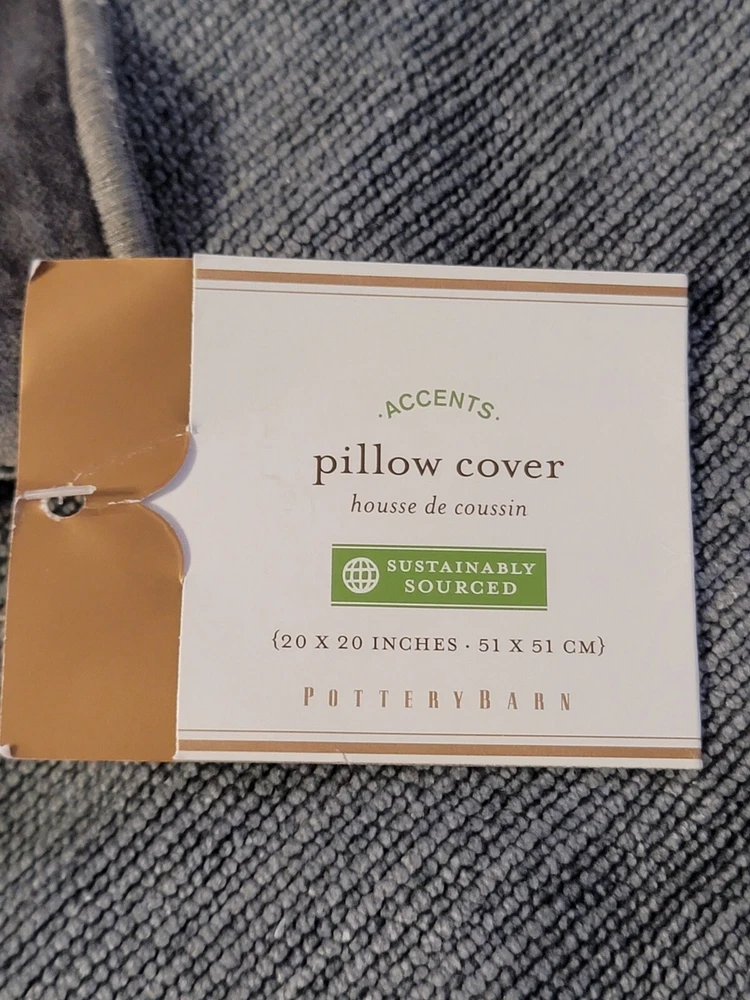 ·ACCENTS·
pillow cover
housse de coussin
SUSTAINABLY
SOURCED
{20 X 20 INCHES · 51 X 51 CM}
POTTERYBARN